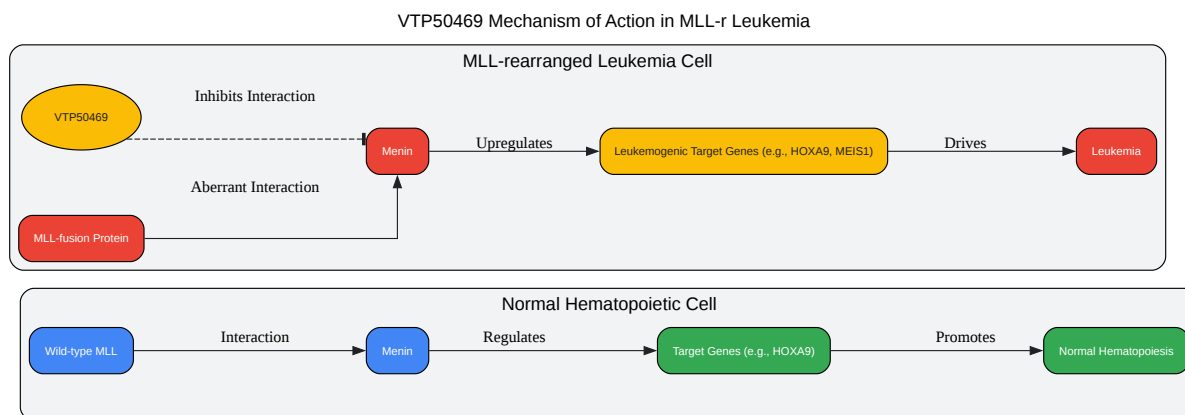 VTP50469 Mechanism of Action in MLL-r Leukemia
MLL-rearranged Leukemia Cell
VTP50469
Inhibits Interaction
Menin
Upregulates
Leukemogenic Target Genes (e.g., HOXA9, MEIS1)
Drives
Leukemia
Aberrant Interaction
MLL-fusion Protein
Normal Hematopoietic Cell
Wild-type MLL
Interaction
Menin
Regulates
Target Genes (e.g., HOXA9)
Promotes
Normal Hematopoiesis